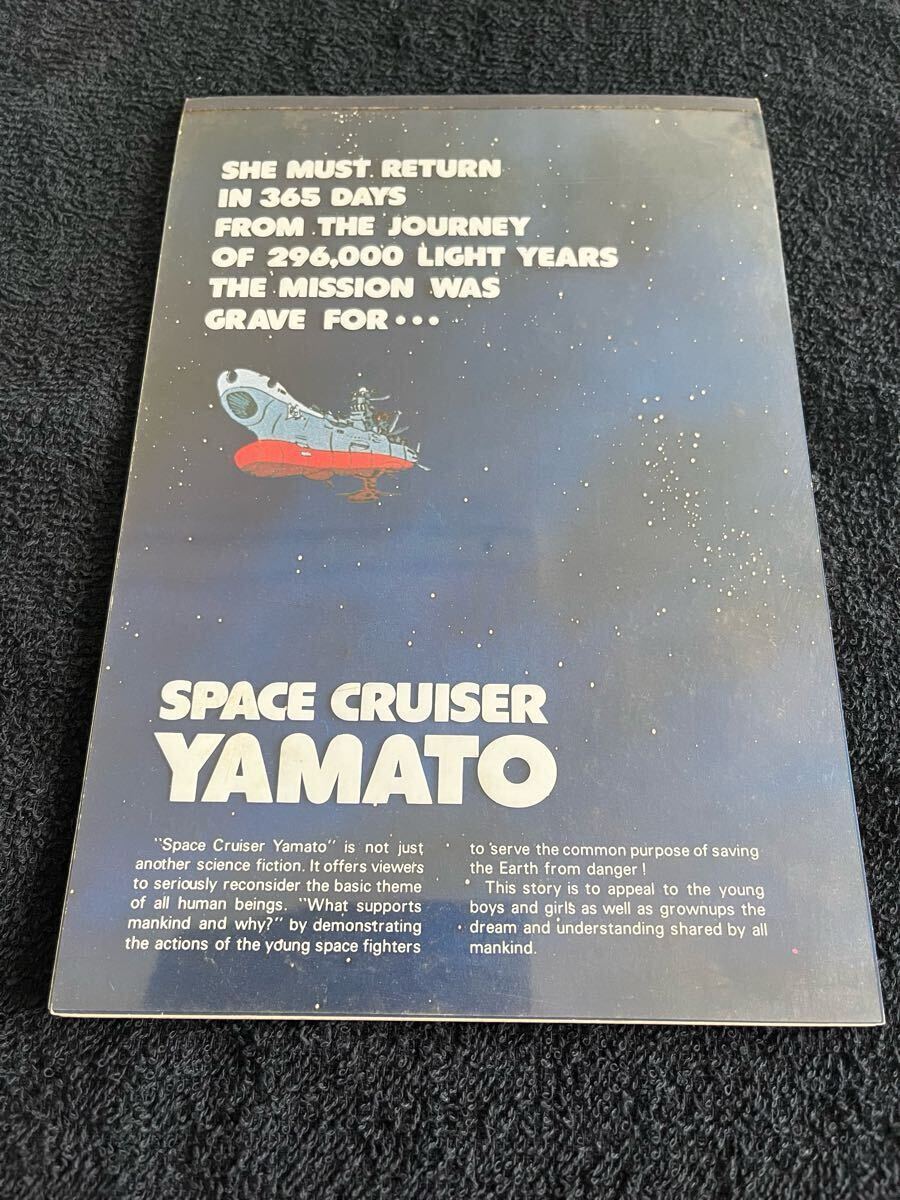 SHE MUST RETURN
IN 365 DAYS
FROM THE JOURNEY
OF 296,000 LIGHT YEARS
THE MISSION WAS
GRAVE FOR•••
SPACE CRUISER
YAMATO
"Space Cruiser Yamato" is not just
another science fiction. It offers viewers
to seriously reconsider the basic theme
of all human beings. "What supports
mankind and why?" by demonstrating
the actions of the young space fighters
to serve the common purpose of saving
the Earth from danger!
This story is to appeal to the young
boys and girls as well as grownups the
dream and understanding shared by all
mankind.